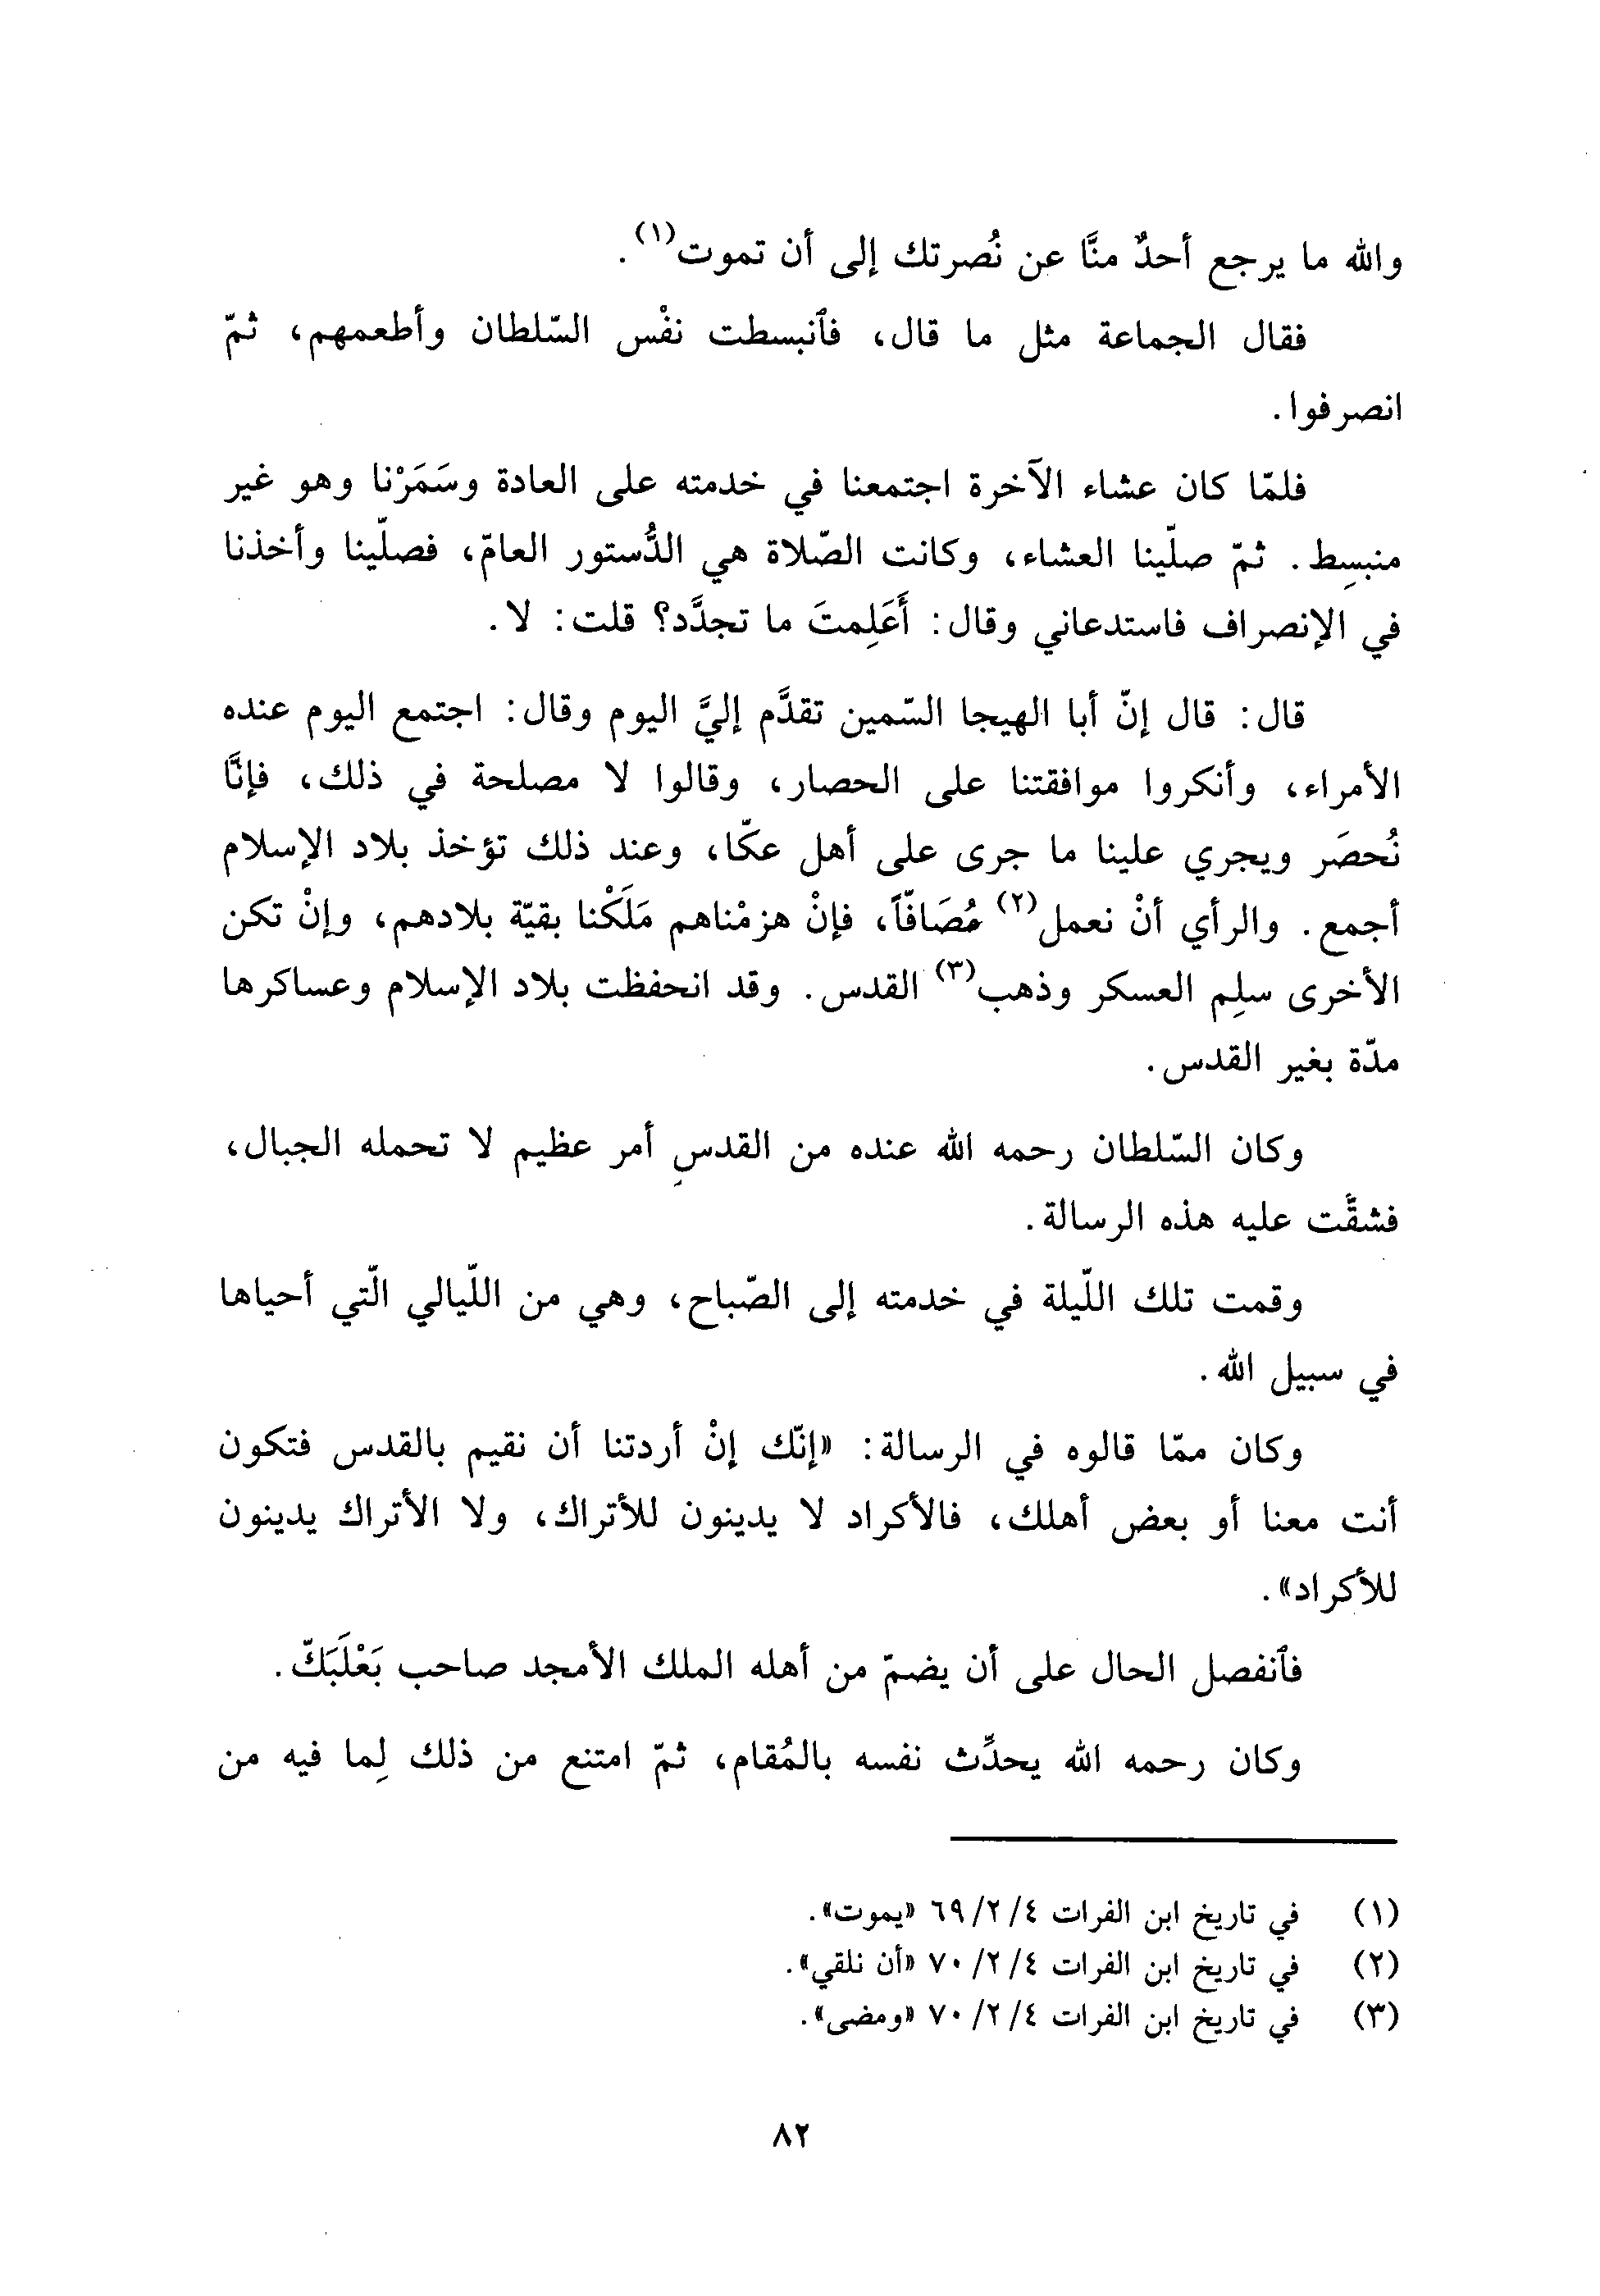 والله ما يرجع أحدٌ منَّا عن نُصرتك إلى أن تموت(١).
فقال الجماعة مثل ما قال، فٱنبسطت نفْس السّلطان وأطعمهم، ثمّ
انصرفوا.
فلمّا كان عشاء الآخرة اجتمعنا في خدمته على العادة وسَمَرْنا وهو غير
منبسِط. ثمّ صلّينا العشاء، وكانت الصّلاة هي الدُّستور العامّ، فصلّينا وأخذنا
في الإنصراف فاستدعاني وقال: أَعَلِمتَ ما تجدَّد؟ قلت: لا.
قال: قال إنّ أبا الهيجا السّمين تقدَّم إليَّ اليوم وقال: اجتمع اليوم عنده
الأمراء، وأنكروا موافقتنا على الحصار، وقالوا لا مصلحة في ذلك، فإنَّا
نُحصَر ويجري علينا ما جرى على أهل عكّا، وعند ذلك تؤخذ بلاد الإسلام
أجمع. والرأي أنْ نعمل(٢) مُصَافّاً، فإنْ هزمْناهم مَلَكْنا بقيّة بلادهم، وإنْ تكن
الأخرى سلِم العسكر وذهب(٣) القدس. وقد انحفظت بلاد الإسلام وعساكرها
مدّة بغير القدس.
وكان السّلطان رحمه الله عنده من القدسِ أمر عظيم لا تحمله الجبال،
فشقَّت عليه هذه الرسالة.
وقمت تلك اللّيلة في خدمته إلى الصّباح، وهي من اللّيالي الّتي أحياها
في سبيل الله.
وكان ممّا قالوه في الرسالة: «إنّك إنْ أردتنا أن نقيم بالقدس فتكون
أنت معنا أو بعض أهلك، فالأكراد لا يدينون للأتراك، ولا الأتراك يدينون
للأكراد».
فٱنفصل الحال على أن يضمّ من أهله الملك الأمجد صاحب بَعْلَبَكّ.
وكان رحمه الله يحدِّث نفسه بالمُقام، ثمّ امتنع من ذلك لِما فيه من
(١) في تاريخ ابن الفرات ٤/ ٦٩/٢ «يموت».
(٢) في تاريخ ابن الفرات ٤/ ٧٠/٢ «أن نلقي».
(٣) في تاريخ ابن الفرات ٤/ ٧٠/٢ «ومضى».
٨٢